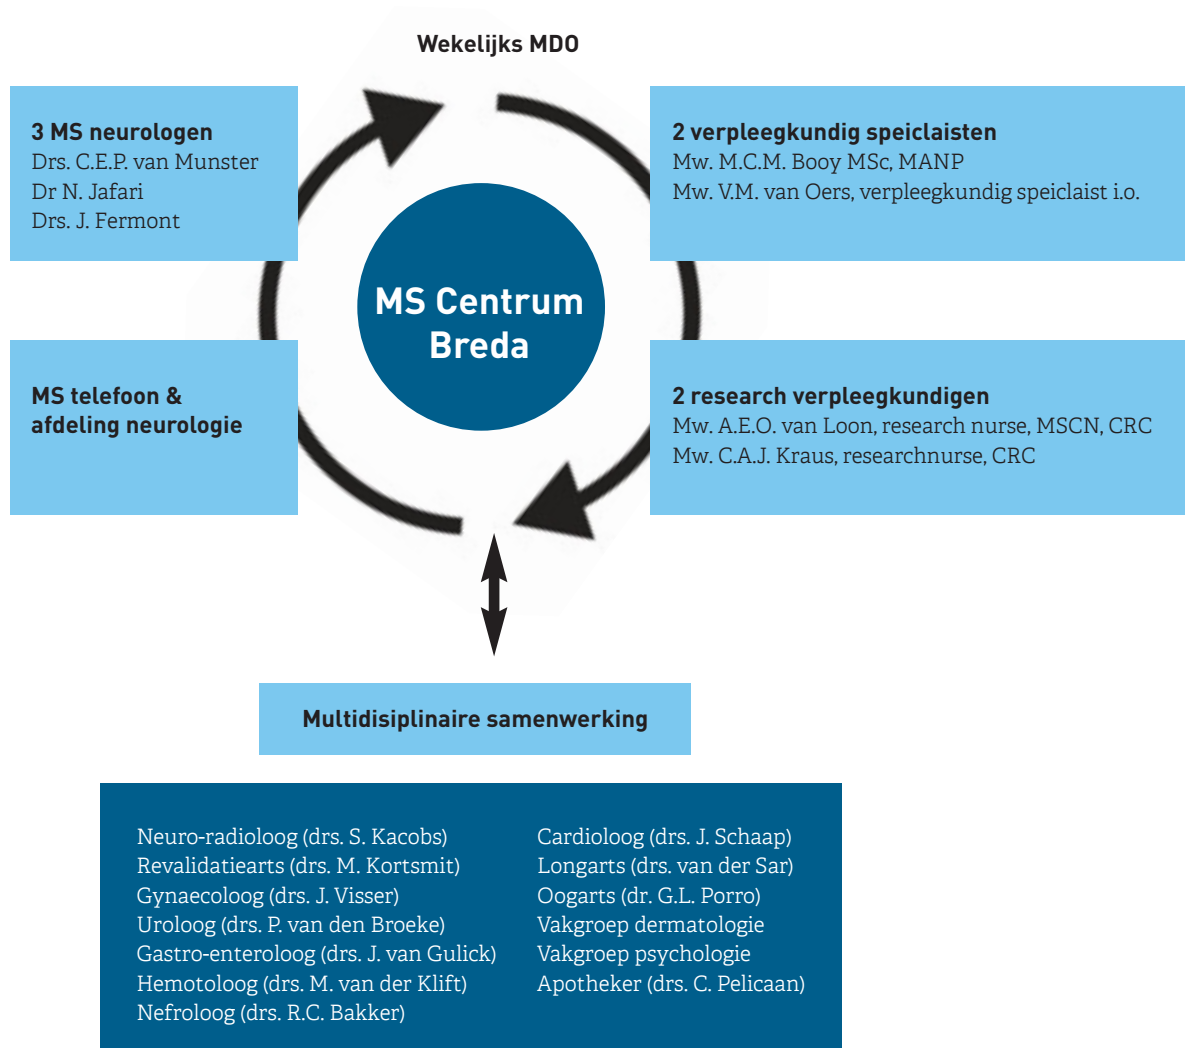 Wekelijks MDO
3 MS neurologen
Drs. C.E.P. van Munster
Dr N. Jafari
Drs. J. Fermont
2 verpleegkundig speiclaisten
Mw. M.C.M. Booy MSc, MANP
Mw. V.M. van Oers, verpleegkundig speiclaist i.o.
MS Centrum
Breda
MS telefoon &
afdeling neurologie
2 research verpleegkundigen
Mw. A.E.O. van Loon, research nurse, MSCN, CRC
Mw. C.A.J. Kraus, researchnurse, CRC
Multidisiplinaire samenwerking
Neuro-radioloog (drs. S. Kacobs)
Revalidatiearts (drs. M. Kortsmit)
Gynaecoloog (drs. J. Visser)
Uroloog (drs. P. van den Broeke)
Gastro-enteroloog (drs. J. van Gulick)
Hemotoloog (drs. M. van der Klift)
Nefroloog (drs. R.C. Bakker)
Cardioloog (drs. J. Schaap)
Longarts (drs. van der Sar)
Oogarts (dr. G.L. Porro)
Vakgroep dermatologie
Vakgroep psychologie
Apotheker (drs. C. Pelicaan)